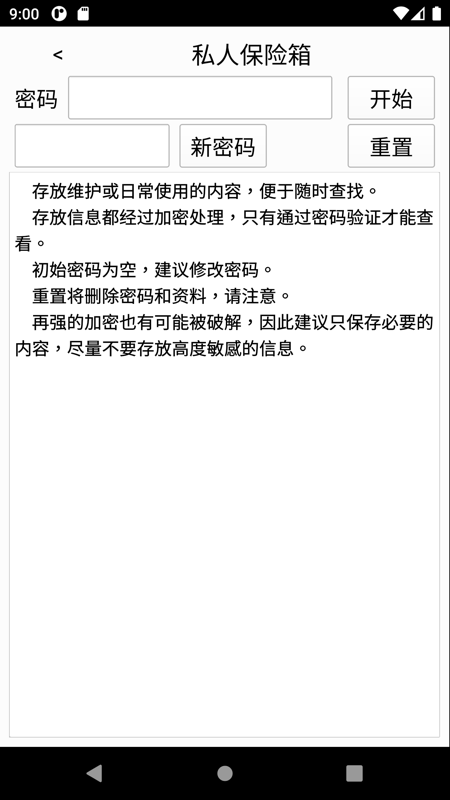 9:00
< 私人保险箱
密码 开始
新密码 重置
存放维护或日常使用的内容，便于随时查找。
存放信息都经过加密处理，只有通过密码验证才能查
看。
初始密码为空，建议修改密码。
重置将删除密码和资料，请注意。
再强的加密也有可能被破解，因此建议只保存必要的
内容，尽量不要存放高度敏感的信息。